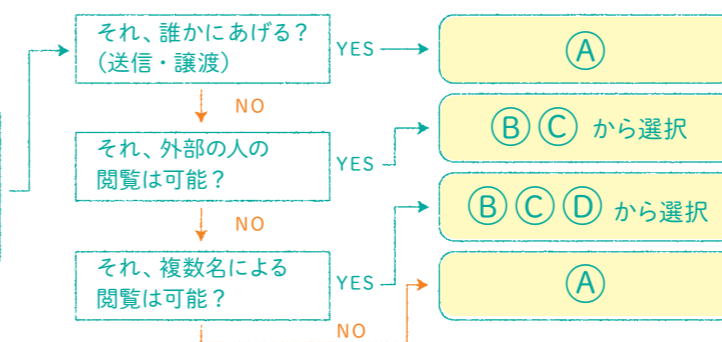 それ、誰かにあげる？
（送信・譲渡）
YES
Ⓐ
NO
それ、外部の人の
閲覧は可能？
YES
Ⓑ Ⓒ から選択
NO
それ、複数名による
閲覧は可能？
YES
Ⓑ Ⓒ Ⓓ から選択
NO
Ⓐ